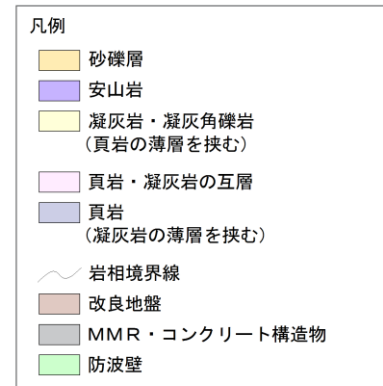 凡例
砂礫層
安山岩
凝灰岩・凝灰角礫岩
(頁岩の薄層を挟む)
頁岩・凝灰岩の互層
頁岩
(凝灰岩の薄層を挟む)
岩相境界線
改良地盤
MMR・コンクリート構造物
防波壁